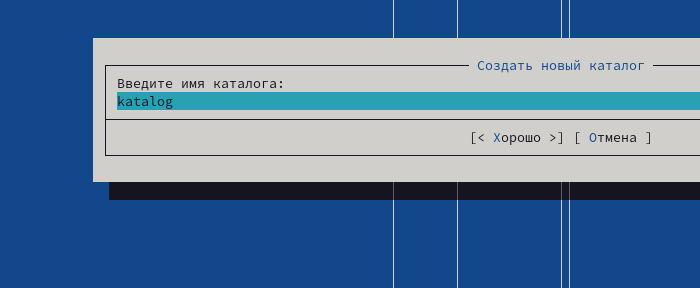 Создать новый каталог
Введите имя каталога:
katalog
[< Хорошо >] [ Отмена ]